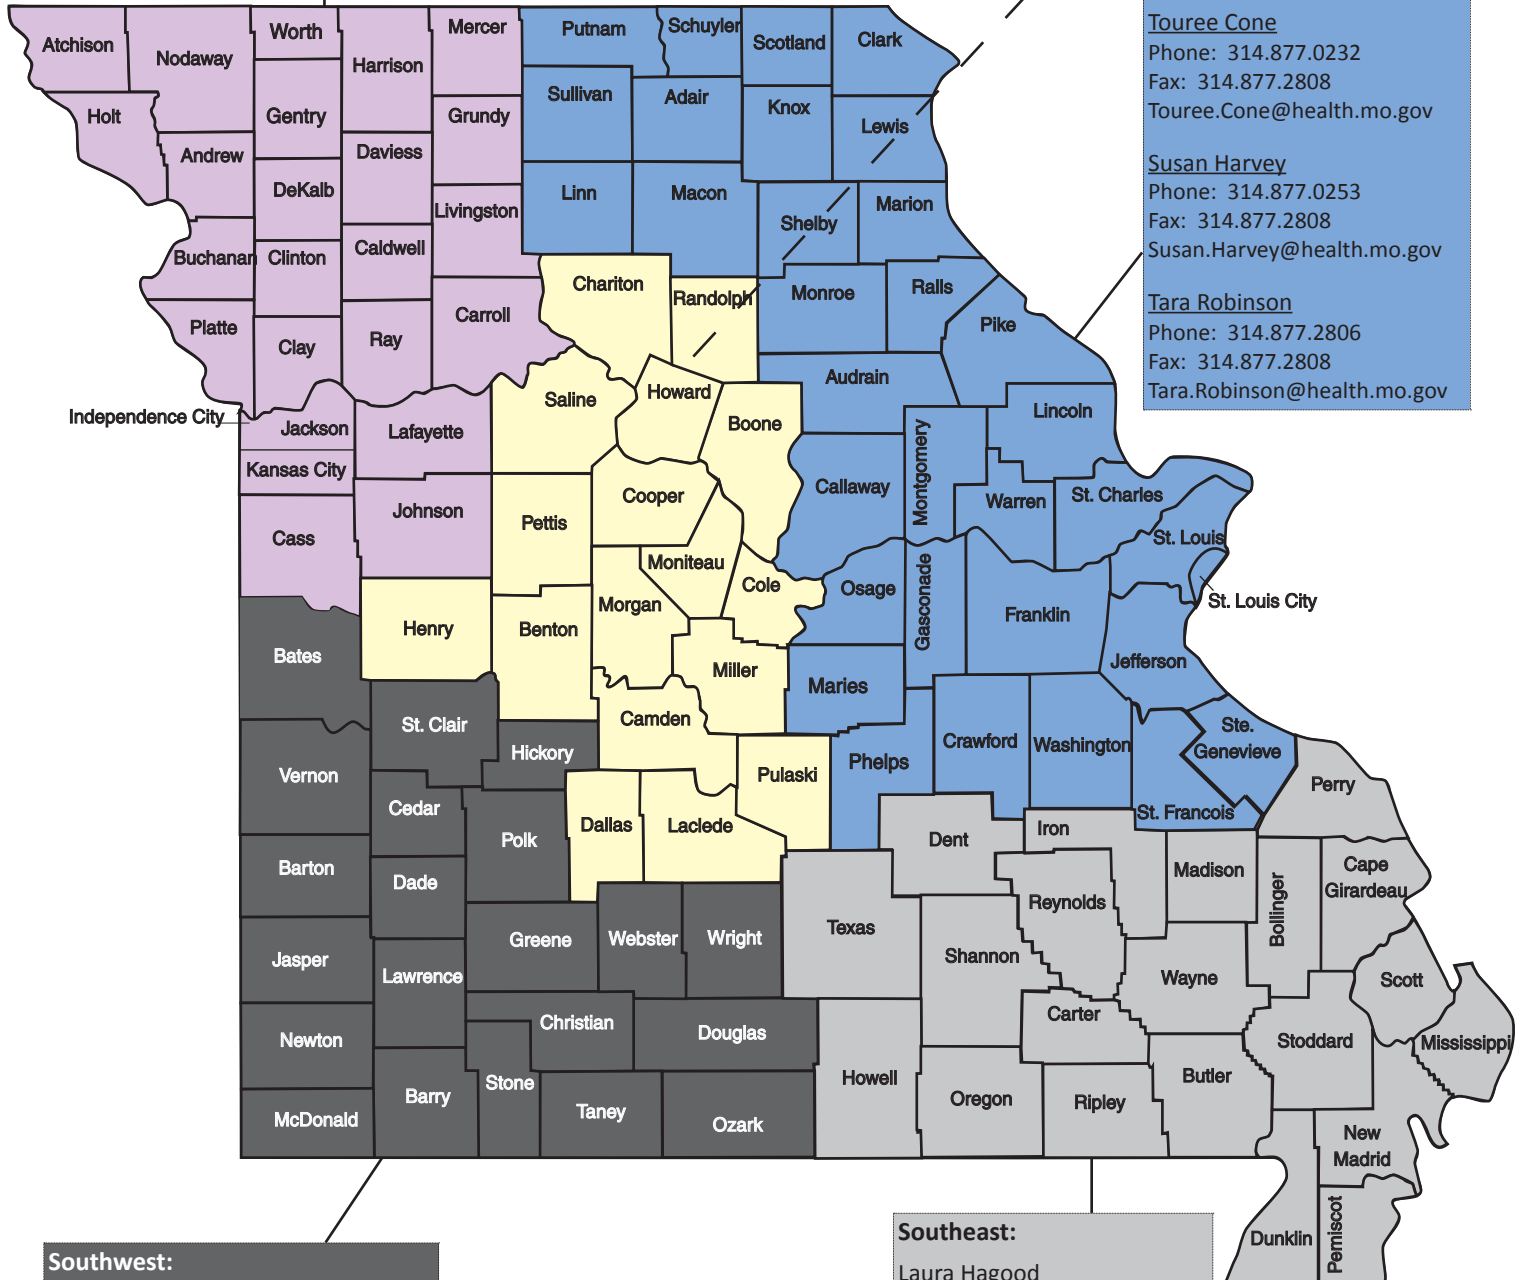 Touree Cone
Phone: 314.877.0232
Fax: 314.877.2808
Touree.Cone@health.mo.gov
Susan Harvey
Phone: 314.877.0253
Fax: 314.877.2808
Susan.Harvey@health.mo.gov
Tara Robinson
Phone: 314.877.2806
Fax: 314.877.2808
Tara.Robinson@health.mo.gov
Atchison
Nodaway
Worth
Harrison
Mercer
Putnam
Schuyler
Scotland
Clark
Holt
Gentry
Grundy
Sullivan
Adair
Knox
Lewis
Andrew
DeKalb
Daviess
Livingston
Linn
Macon
Shelby
Marion
Buchanan
Clinton
Caldwell
Chariton
Randolph
Monroe
Ralls
Platte
Clay
Ray
Carroll
Pike
Independence City
Jackson
Lafayette
Saline
Howard
Boone
Audrain
Lincoln
Kansas City
Johnson
Pettis
Cooper
Callaway
Montgomery
Warren
St. Charles
St. Louis
Cass
Moniteau
Cole
Osage
Gasconade
Franklin
St. Louis City
Henry
Benton
Morgan
Miller
Maries
Jefferson
Bates
St. Clair
Hickory
Camden
Pulaski
Phelps
Crawford
Washington
Ste.
Genevieve
St. Francois
Perry
Vernon
Cedar
Polk
Dallas
Laclede
Dent
Iron
Madison
Bollinger
Cape
Girardeau
Barton
Dade
Greene
Webster
Wright
Texas
Shannon
Reynolds
Wayne
Scott
Jasper
Lawrence
Christian
Douglas
Carter
Stoddard
Mississippi
Newton
Barry
Stone
Taney
Ozark
Howell
Oregon
Ripley
Butler
McDonald
New
Madrid
Dunklin
Pemiscot
Southwest:
Southeast:
Laura Hagood